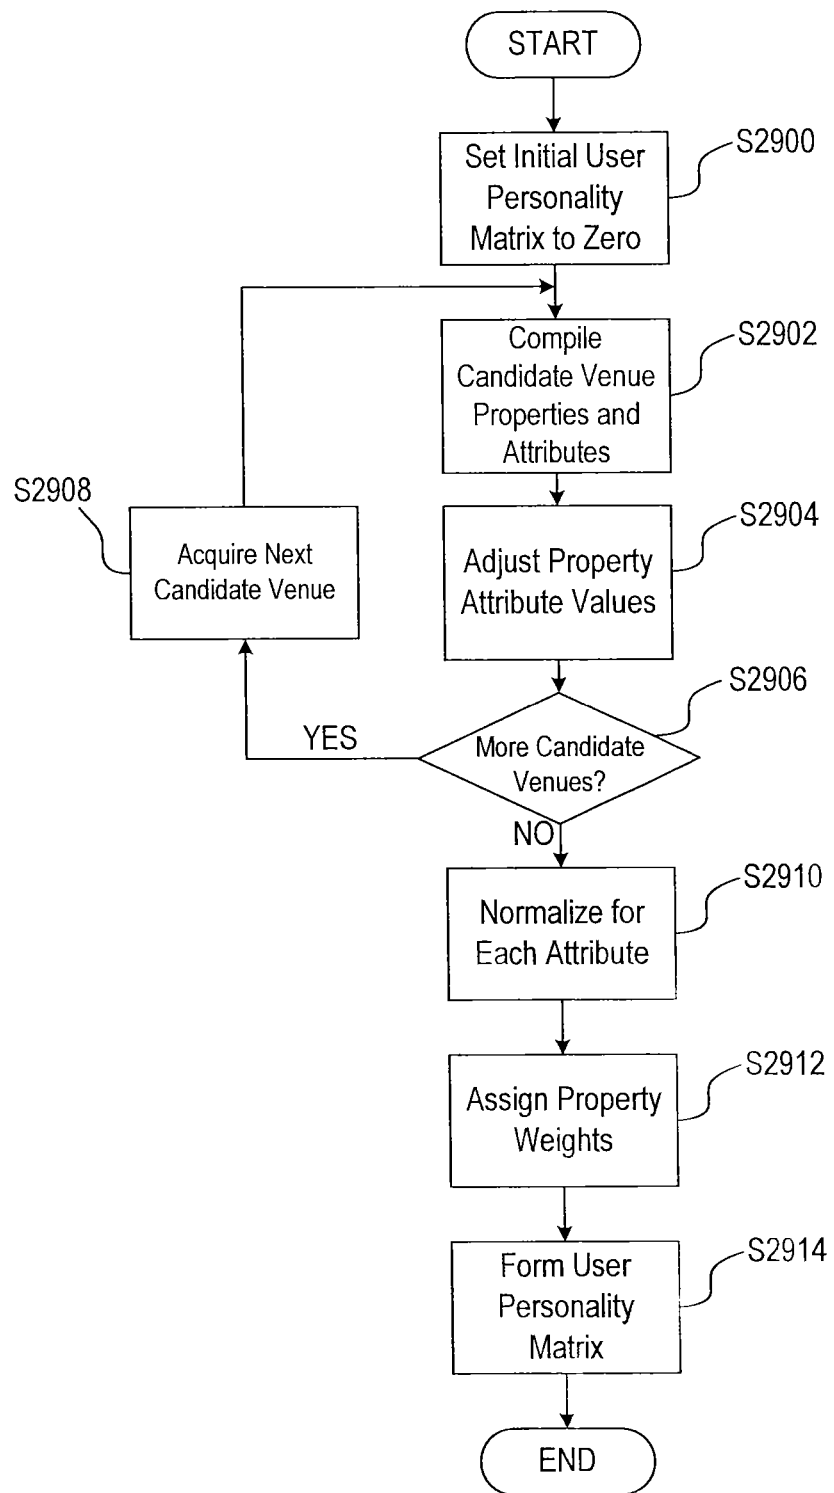 START
Set Initial User
Personality
Matrix to Zero
S2900
Compile
Candidate Venue
Properties and
Attributes
S2902
S2908
Acquire Next
Candidate Venue
Adjust Property
Attribute Values
S2904
More Candidate
Venues?
S2906
YES
NO
Normalize for
Each Attribute
S2910
Assign Property
Weights
S2912
Form User
Personality
Matrix
S2914
END